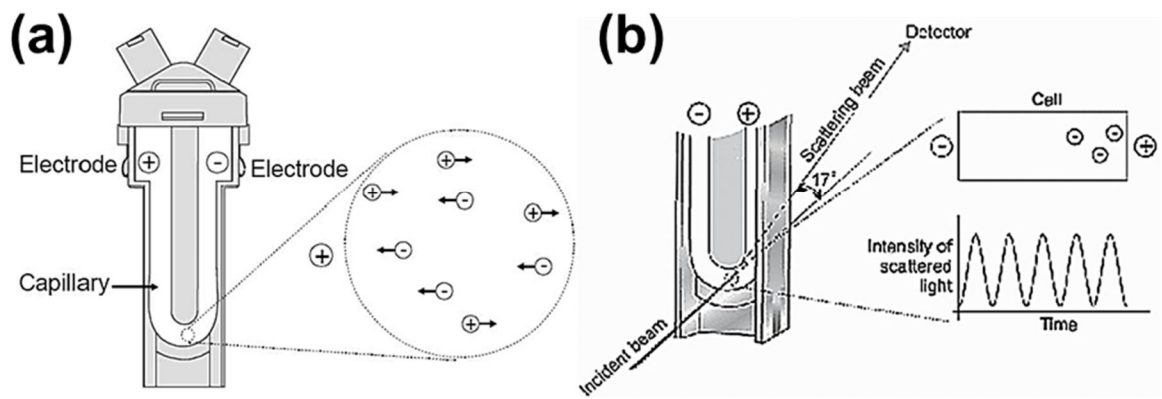 (a)
Electrode
+
-
Electrode
Capillary
+
+
+
-
+
-
-
-
+
(b)
Detector
Scattering beam
17°
Incident beam
-
+
Cell
-
-
-
-
+
Intensity of
scattered
light
Time